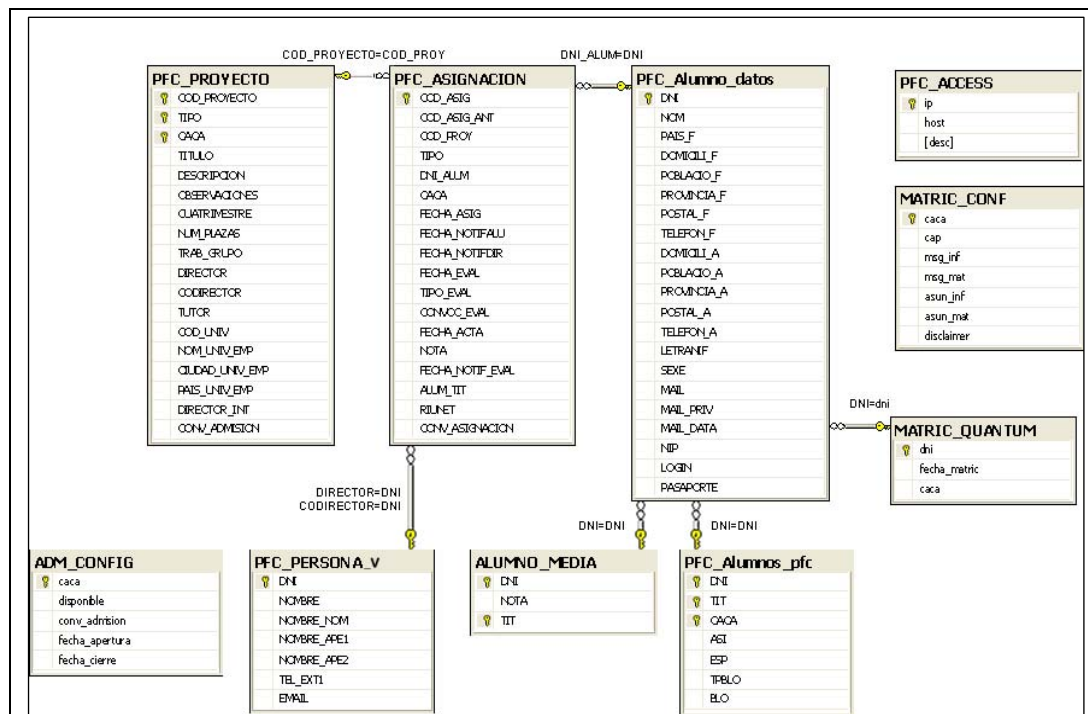 COD_PROYECTO=COD_PROY
DNI_ALUM=DNI
PFC_PROYECTO
COD_PROYECTO
TIPO
CACA
TITULO
DESCRIPCION
OBSERVACIONES
CUATRIMESTRE
NUM_PLAZAS
TRAB_GRUPO
DIRECTOR
CODIRECTOR
TUTOR
COD_UNIV
NOM_UNIV_EMP
CIUDAD_UNIV_EMP
PAIS_UNIV_EMP
DIRECTOR_INT
CONV_ADMISION
PFC_ASIGNACION
COD_ASIG
COD_ASIG_ANT
COD_PROY
TIPO
DNI_ALUM
CACA
FECHA_ASIG
FECHA_NOTIFALU
FECHA_NOTIFDIR
FECHA_EVAL
TIPO_EVAL
CONVOC_EVAL
FECHA_ACTA
NOTA
FECHA_NOTIF_EVAL
ALUM_TIT
RIUNET
CONV_ASIGNACION
PFC_Alumno_datos
DNI
NOM
PAIS_F
DOMICILI_F
POBLACIO_F
PROVINCIA_F
POSTAL_F
TELEFON_F
DOMICILI_A
POBLACIO_A
PROVINCIA_A
POSTAL_A
TELEFON_A
LETRANIF
SEXE
MAIL
MAIL_PRIV
MAIL_DATA
NIP
LOGIN
PASAPORTE
PFC_ACCESS
ip
host
[desc]
MATRIC_CONF
caca
cap
msg_inf
msg_mat
asun_inf
asun_mat
disclaimer
DNI=dni
MATRIC_QUANTUM
dni
fecha_matric
caca
DIRECTOR=DNI
CODIRECTOR=DNI
DNI=DNI
DNI=DNI
ADM_CONFIG
caca
disponible
conv_admision
fecha_apertura
fecha_cierre
PFC_PERSONA_V
DNI
NOMBRE
NOMBRE_NOM
NOMBRE_APE1
NOMBRE_APE2
TEL_EXT1
EMAIL
ALUMNO_MEDIA
DNI
NOTA
TIT
PFC_Alumnos_pfc
DNI
TIT
CACA
ASI
ESP
TPBLO
BLO